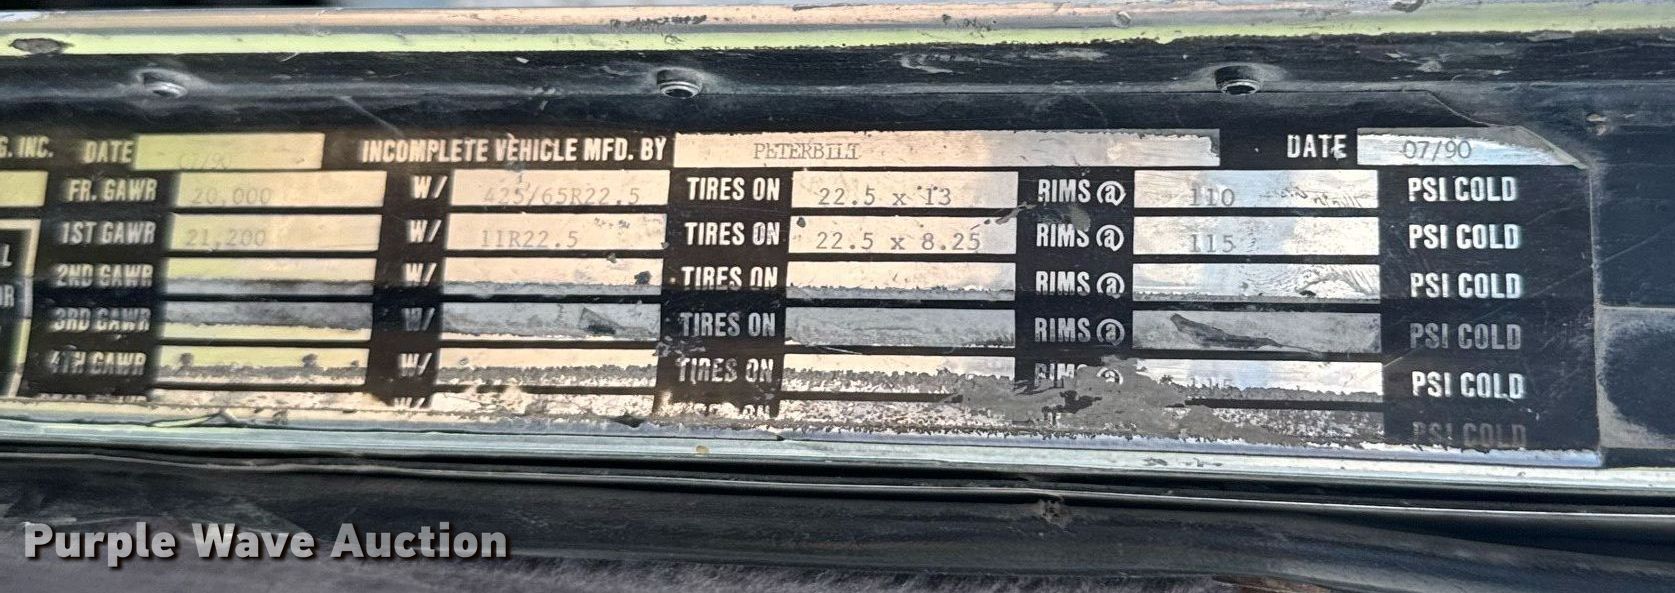 G. INC. DATE 07/90 INCOMPLETE VEHICLE MFD. BY PETERBILT DATE 07/90
FR. GAWR 20,000 W/ 425/65R22.5 TIRES ON 22.5 x 13 RIMS @ 110 PSI COLD
1ST GAWR 21,200 W/ 11R22.5 TIRES ON 22.5 x 8.25 RIMS @ 115 PSI COLD
2ND GAWR W/ TIRES ON RIMS @ PSI COLD
3RD GAWR W/ TIRES ON RIMS @ PSI COLD
4TH GAWR W/ TIRES ON RIMS @ PSI COLD
W/ TIRES ON PSI COLD
Purple Wave Auction